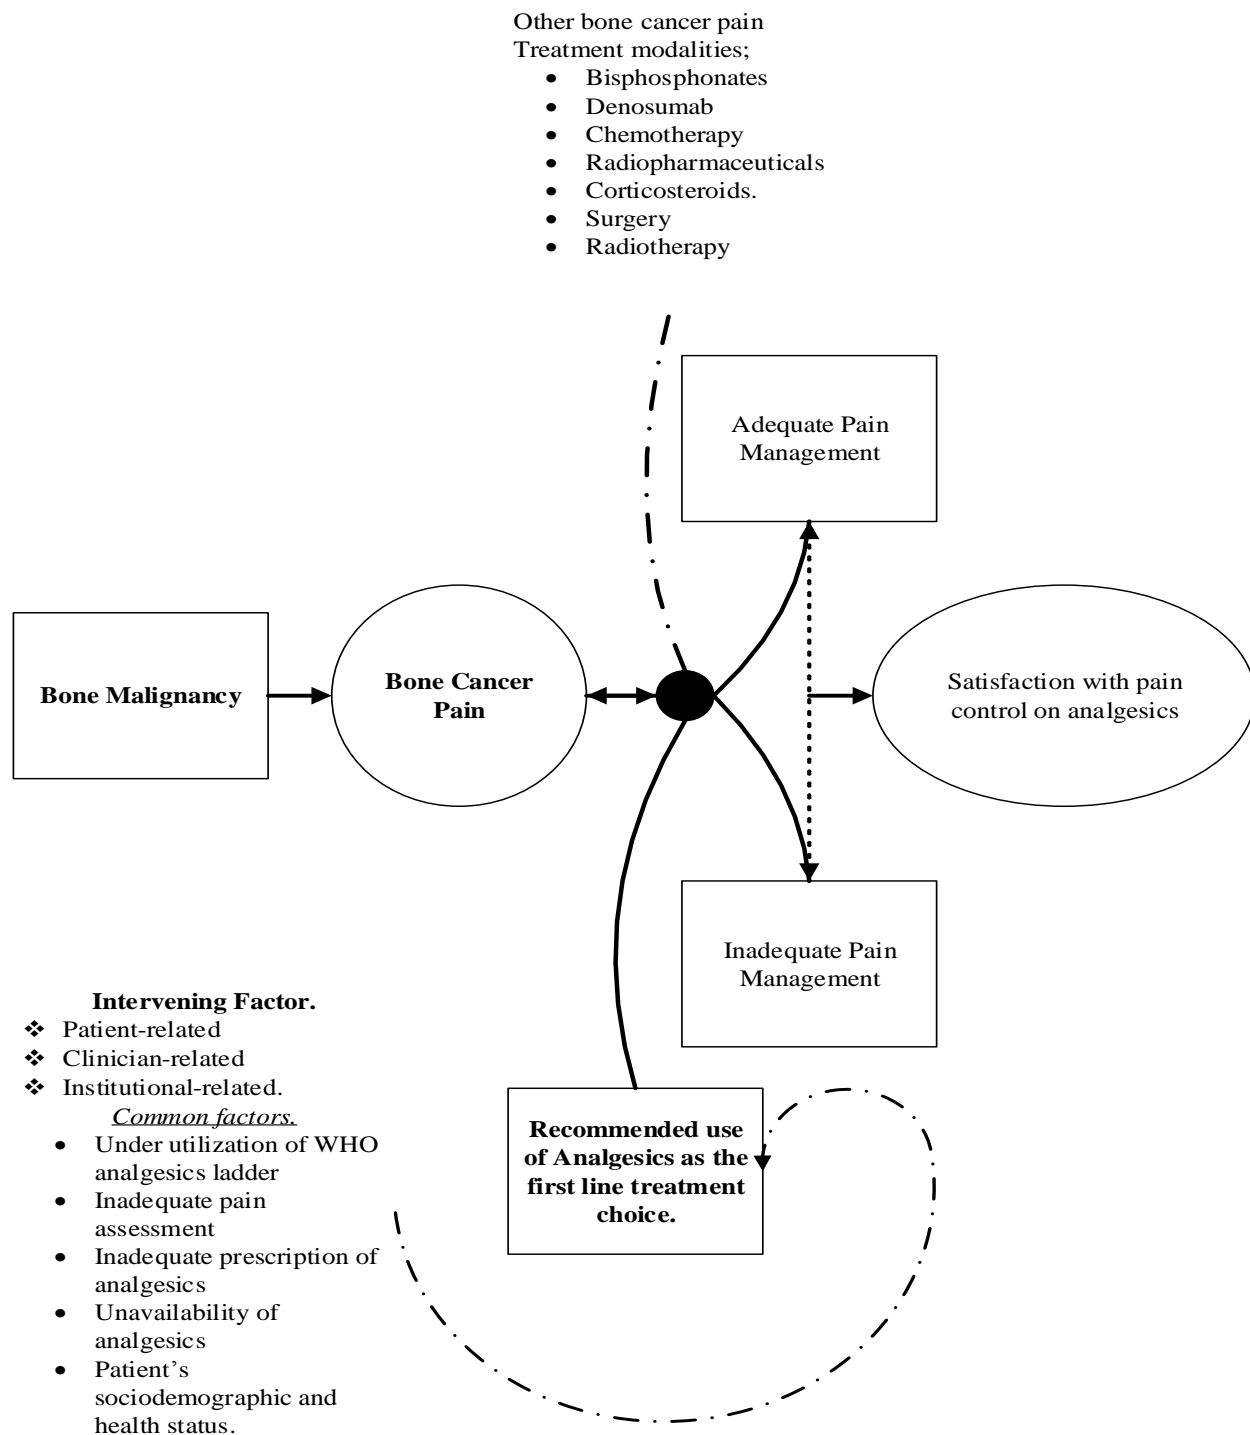 Other bone cancer pain
Treatment modalities;
• Bisphosphonates
• Denosumab
• Chemotherapy
• Radiopharmaceuticals
• Corticosteroids.
• Surgery
• Radiotherapy
Adequate Pain
Management
Bone Malignancy
Bone Cancer
Pain
Satisfaction with pain
control on analgesics
Inadequate Pain
Management
Intervening Factor.
❖ Patient-related
❖ Clinician-related
❖ Institutional-related.
Common factors.
• Under utilization of WHO
analgesics ladder
• Inadequate pain
assessment
• Inadequate prescription of
analgesics
• Unavailability of
analgesics
• Patient’s
sociodemographic and
health status.
Recommended use
of Analgesics as the
first line treatment
choice.